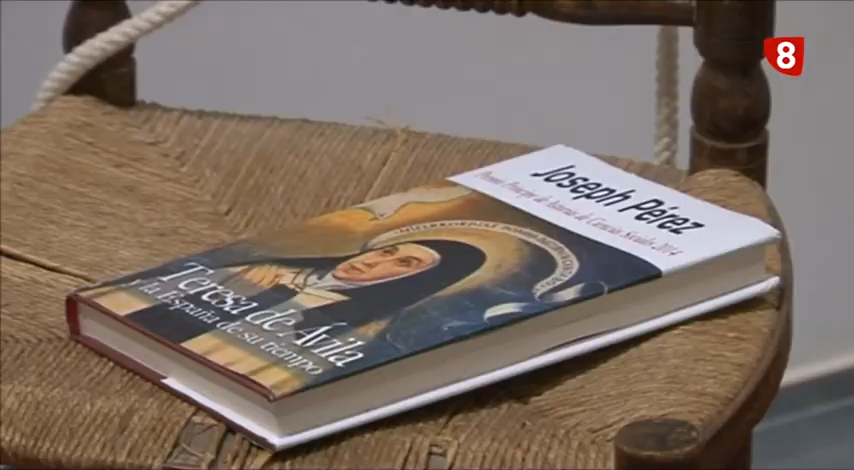 8
Joseph Pérez
Premio Príncipe de Asturias de Ciencias Sociales 2014
Teresa de Ávila
y la España de su tiempo